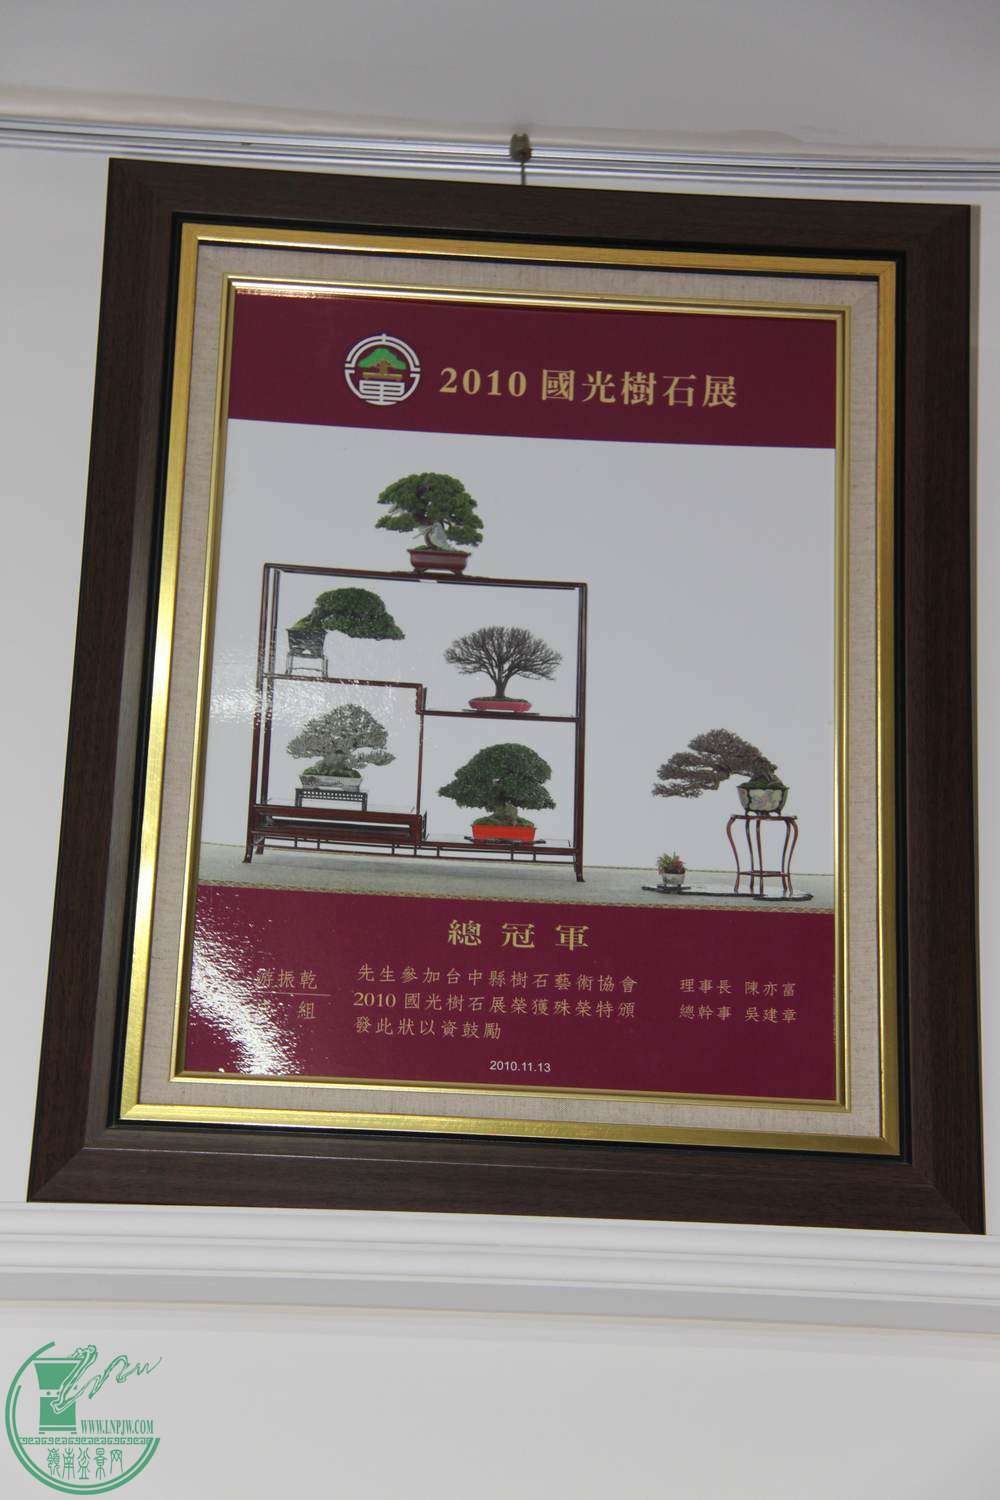 2010 國光樹石展
總冠軍
游振乾
組
先生參加台中縣樹石藝術協會
2010 國光樹石展榮獲殊榮特頒
發此狀以資鼓勵
理事長 陳亦富
總幹事 吳建章
2010.11.13
WWW.LNPJW.COM
嶺南盆景网